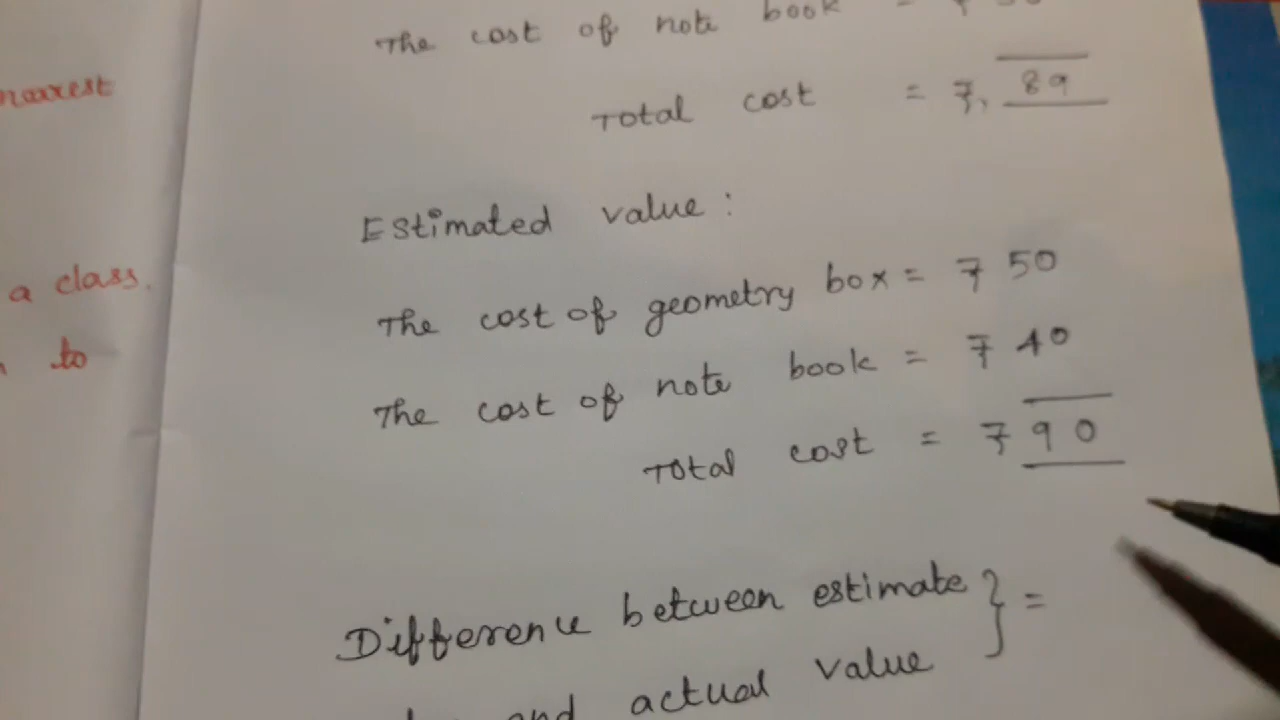 The cost of note book =
nearest
Total cost = ₹, 89
Estimated value :
a class.
The cost of geometry box = ₹ 50
to
The cost of note book = ₹ 40
Total cost = ₹ 90
Difference between estimate } =
and actual value